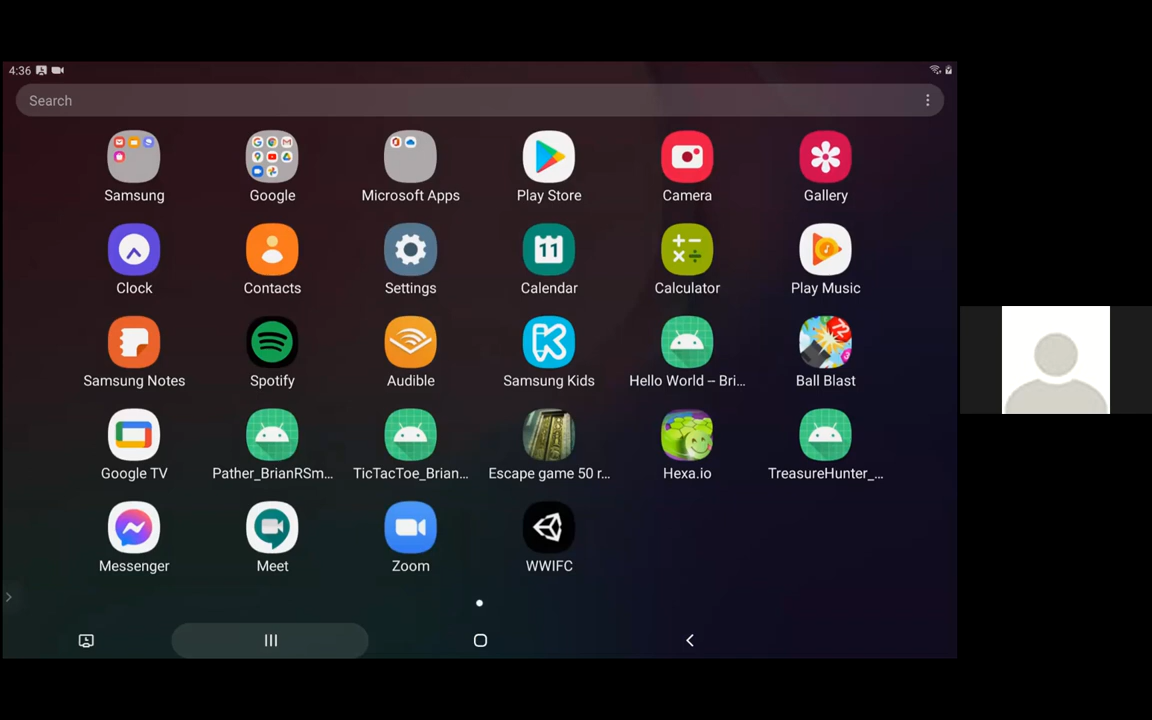 4:36
Search
Samsung Google Microsoft Apps Play Store Camera Gallery
11
Clock Contacts Settings Calendar Calculator Play Music
72
Samsung Notes Spotify Audible Samsung Kids Hello World – Bri... Ball Blast
Google TV Pather_BrianRSm... TicTacToe_Brian... Escape game 50 r... Hexa.io TreasureHunter_...
Messenger Meet Zoom WWIFC